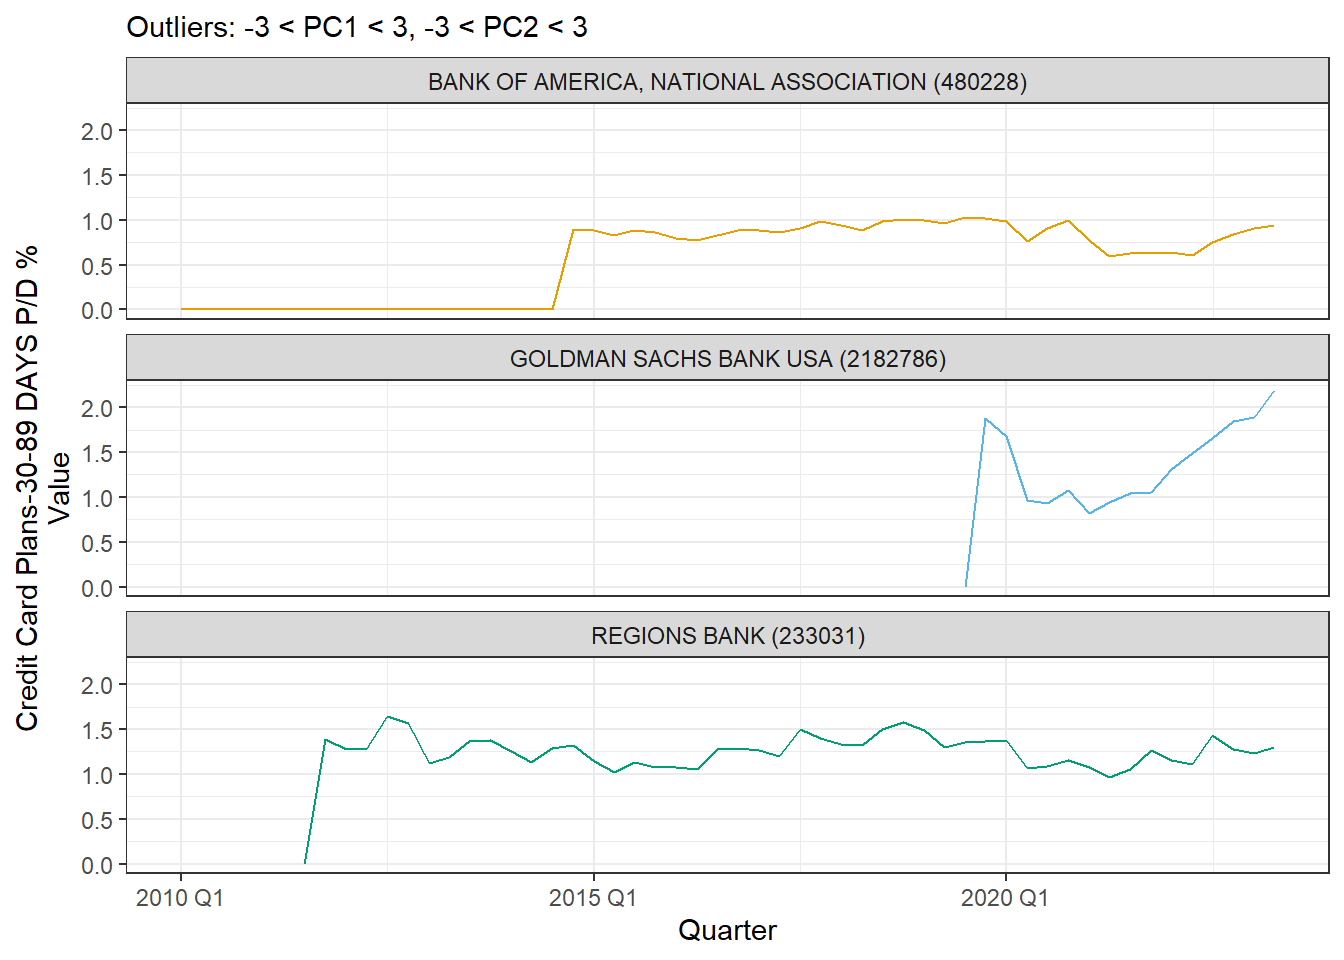 Outliers: -3 < PC1 < 3, -3 < PC2 < 3
BANK OF AMERICA, NATIONAL ASSOCIATION (480228)
2.0
1.5
1.0
0.5
0.0
GOLDMAN SACHS BANK USA (2182786)
2.0
1.5
1.0
0.5
0.0
REGIONS BANK (233031)
2.0
1.5
1.0
0.5
0.0
Credit Card Plans-30-89 DAYS P/D %
Value
2010 Q1
2015 Q1
2020 Q1
Quarter